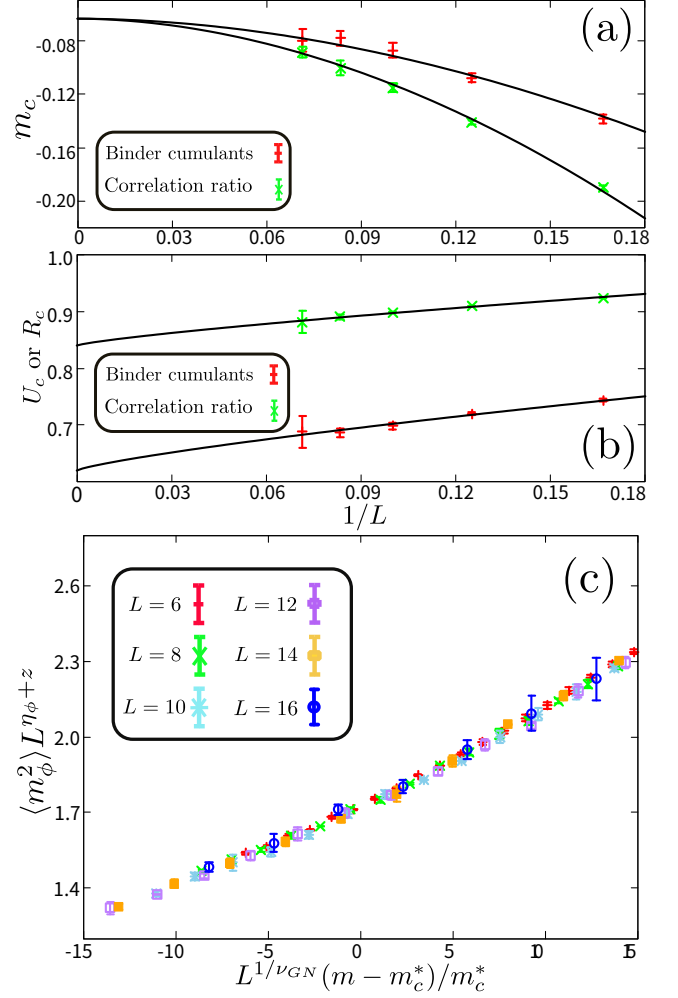 (a)
-0.08
-0.12
-0.16
-0.20
m_c
Binder cumulants
Correlation ratio
0 0.03 0.06 0.09 0.12 0.15 0.18
1.0
0.9
0.8
0.7
U_c or R_c
Binder cumulants
Correlation ratio
(b)
0 0.03 0.06 0.09 0.12 0.15 0.18
1/L
(c)
2.6
2.3
2.0
1.7
1.4
⟨m_ϕ^2⟩L^{η_ϕ+z}
L = 6 L = 12
L = 8 L = 14
L = 10 L = 16
-15 -10 -5 0 5 10 15
L^{1/ν_{GN}}(m − m_c^*)/m_c^*